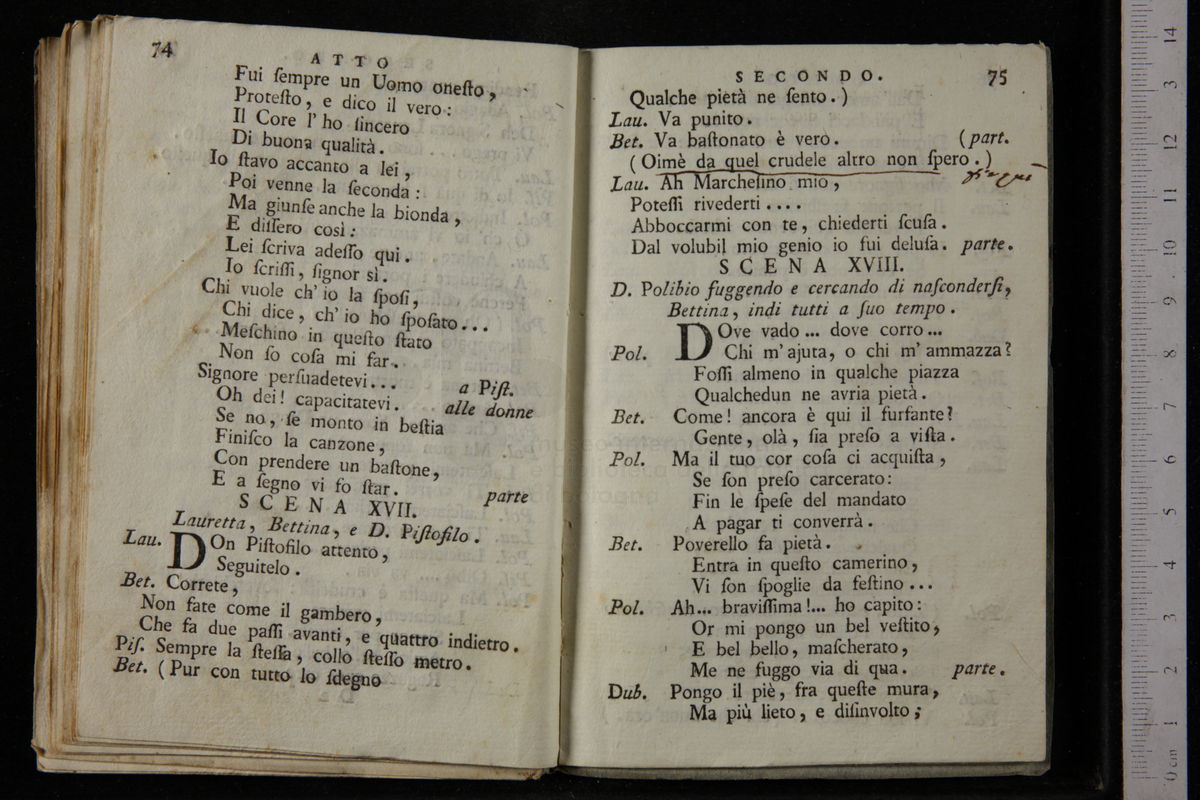 74
ATTO
Fui ſempre un Uomo oneſto,
Proteſto, e dico il vero:
Il Core l' ho ſincero
Di buona qualità.
Io ſtavo accanto a lei,
Poi venne la ſeconda:
Ma giunſe anche la bionda,
E diſſero così:
Lei ſcriva adeſſo qui.
Io ſcriſſi, ſignor sì.
Chi vuole ch' io la ſpoſi,
Chi dice, ch' io ho ſpoſato...
Meſchino in queſto ſtato
Non ſo coſa mi far.
Signore perſuadetevi... a Piſt.
Oh dei! capacitatevi. alle donne
Se no, ſe monto in beſtia
Finiſco la canzone,
Con prendere un baſtone,
E a ſegno vi fo ſtar. parte
SCENA XVII.
Lauretta, Bettina, e D. Piſtofilo.
Lau. DOn Piſtofilo attento,
Seguitelo.
Bet. Correte,
Non fate come il gambero,
Che fa due paſſi avanti, e quattro indietro.
Piſ. Sempre la ſteſſa, collo ſteſſo metro.
Bet. (Pur con tutto lo ſdegno
SECONDO.
75
Qualche pietà ne ſento.)
Lau. Va punito.
Bet. Va baſtonato è vero. (part.
(Oimè da quel crudele altro non ſpero.)
Lau. Ah Marcheſino mio,
Poteſſi rivederti....
Abboccarmi con te, chiederti ſcuſa.
Dal volubil mio genio io fui deluſa. parte.
SCENA XVIII.
D. Polibio fuggendo e cercando di naſconderſi,
Bettina, indi tutti a ſuo tempo.
Pol. DOve vado... dove corro...
Chi m' ajuta, o chi m' ammazza?
Foſſi almeno in qualche piazza
Qualchedun ne avria pietà.
Bet. Come! ancora è qui il furfante?
Gente, olà, ſia preſo a viſta.
Pol. Ma il tuo cor coſa ci acquiſta,
Se ſon preſo carcerato:
Fin le ſpeſe del mandato
A pagar ti converrà.
Bet. Poverello fa pietà.
Entra in queſto camerino,
Vi ſon ſpoglie da feſtino...
Pol. Ah... braviſſima!... ho capito:
Or mi pongo un bel veſtito,
E bel bello, maſcherato,
Me ne fuggo via di qua. parte.
Dub. Pongo il piè, fra queſte mura,
Ma più lieto, e diſinvolto;